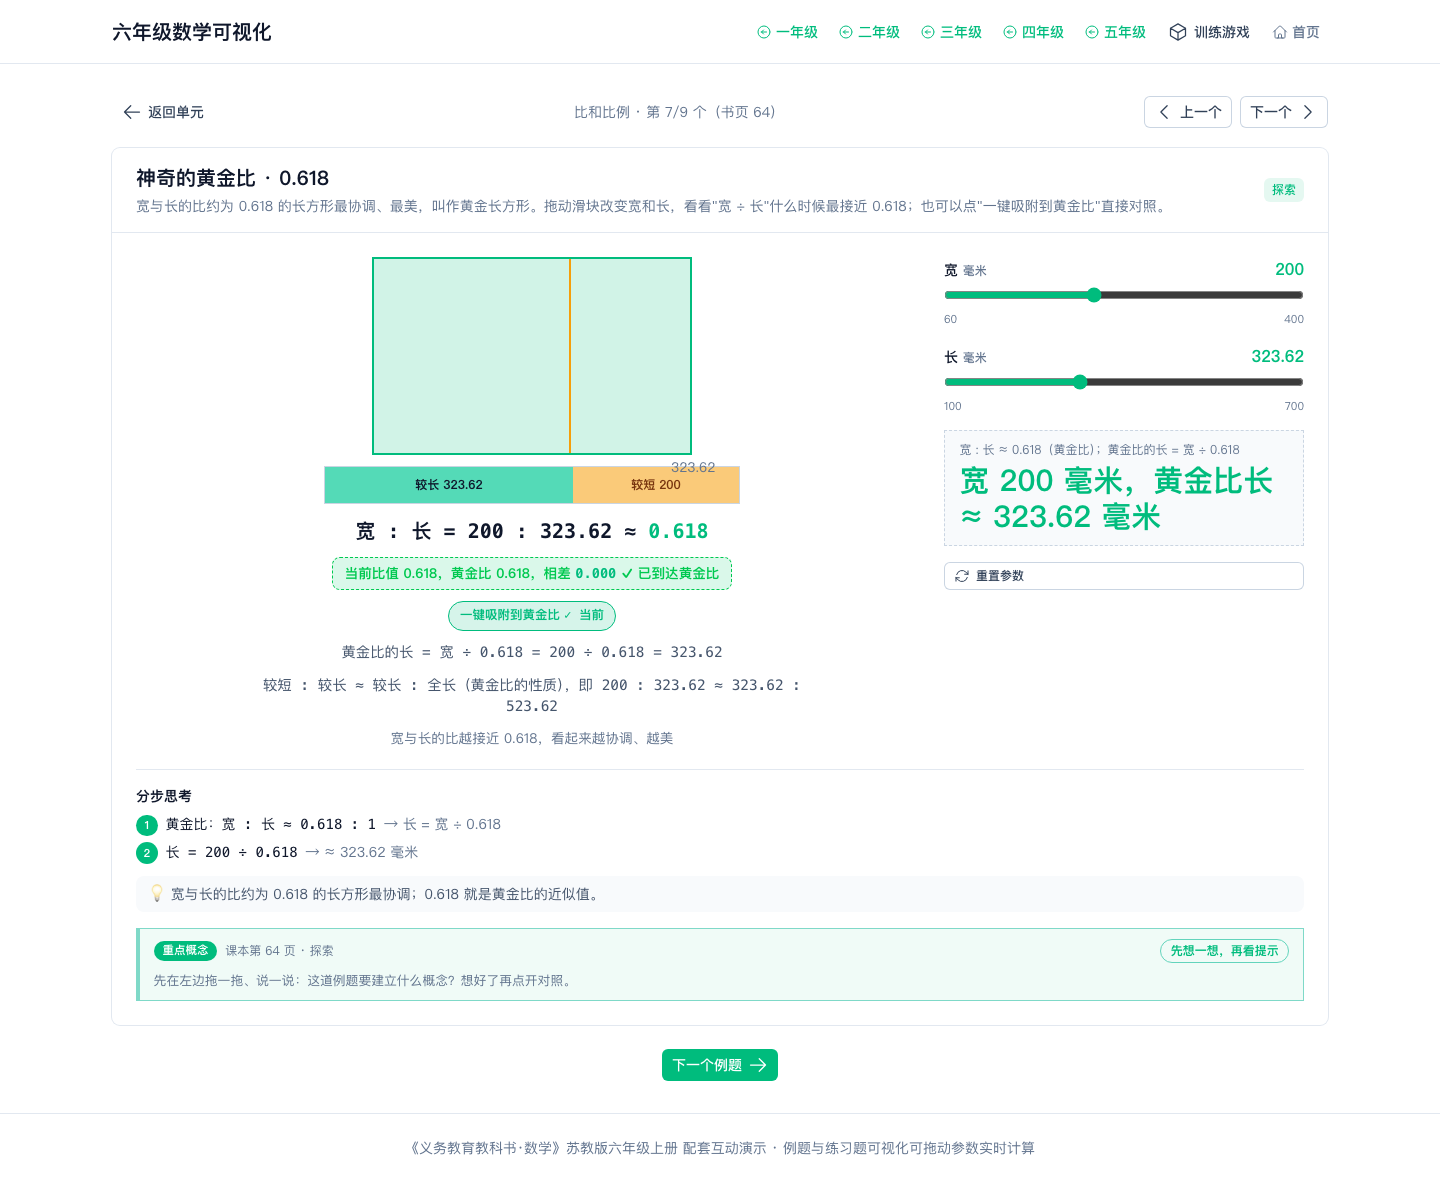 六年级数学可视化
一年级 二年级 三年级 四年级 五年级 训练游戏 首页
返回单元
比和比例 · 第 7/9 个（书页 64）
上一个 下一个
神奇的黄金比 · 0.618
宽与长的比约为 0.618 的长方形最协调、最美，叫作黄金长方形。拖动滑块改变宽和长，看看"宽 ÷ 长"什么时候最接近 0.618；也可以点"一键吸附到黄金比"直接对照。
探索
323.62
较长 323.62 较短 200
宽 : 长 = 200 : 323.62 ≈ 0.618
当前比值 0.618，黄金比 0.618，相差 0.000 ✓ 已到达黄金比
一键吸附到黄金比 ✓ 当前
黄金比的长 = 宽 ÷ 0.618 = 200 ÷ 0.618 = 323.62
较短 : 较长 ≈ 较长 : 全长（黄金比的性质），即 200 : 323.62 ≈ 323.62 :
523.62
宽与长的比越接近 0.618，看起来越协调、越美
宽 毫米 200
60 400
长 毫米 323.62
100 700
宽 : 长 ≈ 0.618（黄金比）；黄金比的长 = 宽 ÷ 0.618
宽 200 毫米，黄金比长
≈ 323.62 毫米
重置参数
分步思考
1 黄金比：宽 : 长 ≈ 0.618 : 1 → 长 = 宽 ÷ 0.618
2 长 = 200 ÷ 0.618 → ≈ 323.62 毫米
💡 宽与长的比约为 0.618 的长方形最协调；0.618 就是黄金比的近似值。
重点概念 课本第 64 页 · 探索
先想一想，再看提示
先在左边拖一拖、说一说：这道例题要建立什么概念？想好了再点开对照。
下一个例题 →
《义务教育教科书·数学》苏教版六年级上册 配套互动演示 · 例题与练习题可视化可拖动参数实时计算